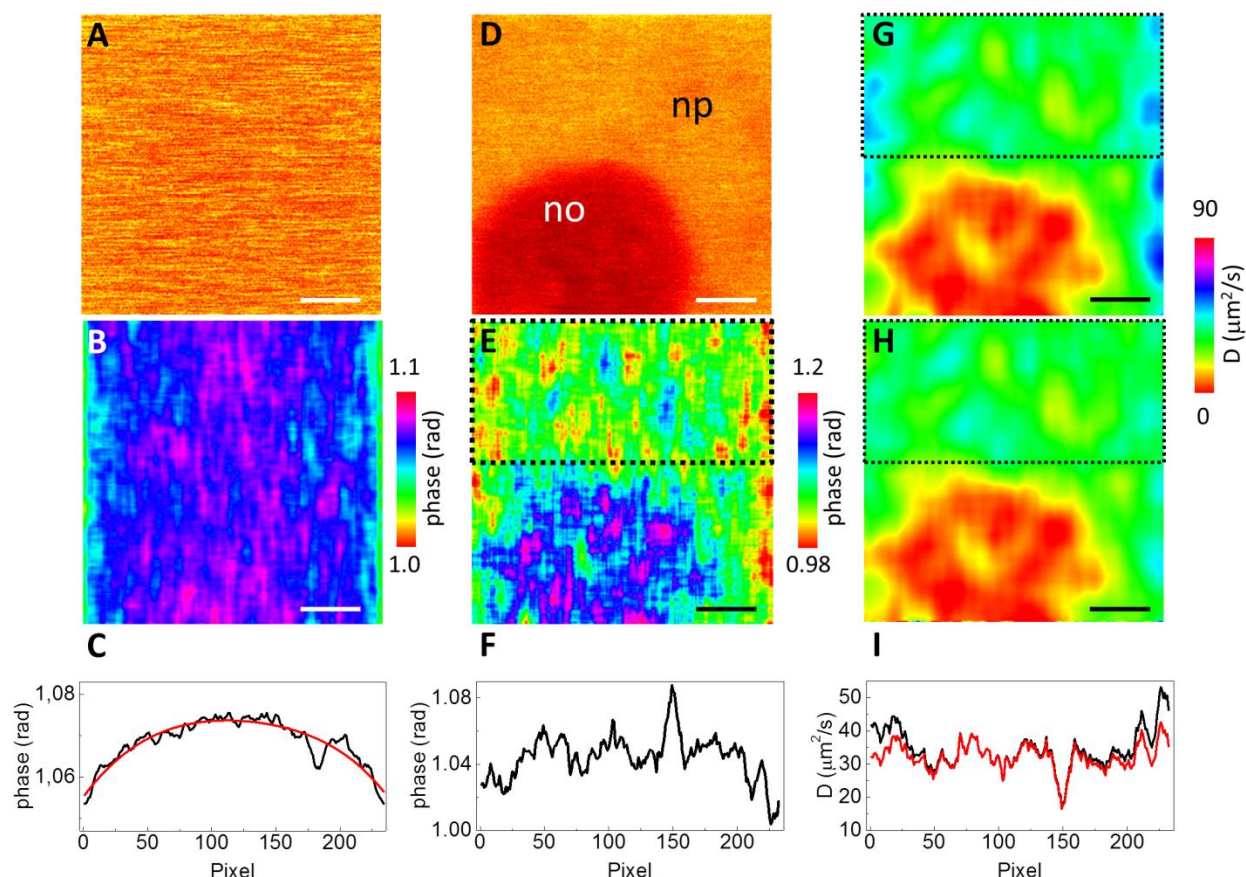 A
D
np
no
G
90
D (μm²/s)
0
B
1.1
phase (rad)
1.0
E
1.2
phase (rad)
0.98
H
C
1,08
1,06
phase (rad)
0 50 100 150 200
Pixel
F
1.08
1.04
1.00
phase (rad)
0 50 100 150 200
Pixel
I
50
40
30
20
10
D (μm²/s)
0 50 100 150 200
Pixel